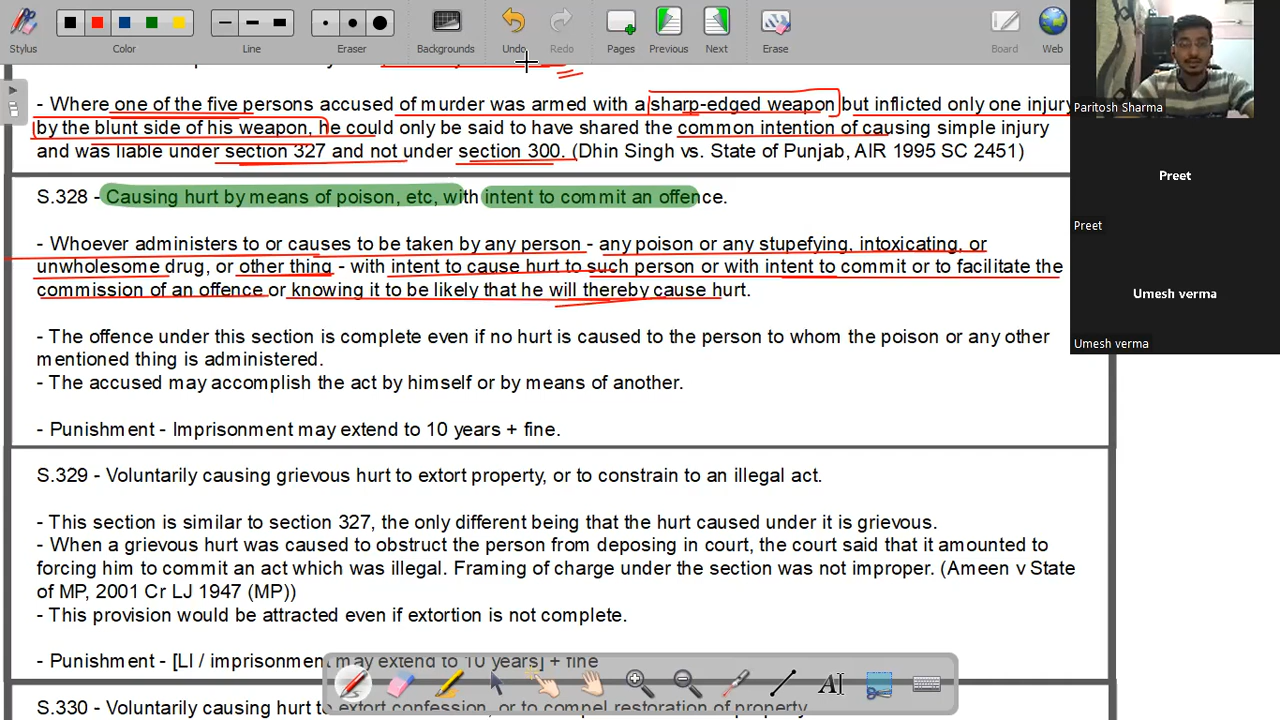 Stylus
Color
Line
Eraser
Backgrounds
Undo
Redo
Pages
Previous
Next
Erase
Board
Web
- Where one of the five persons accused of murder was armed with a sharp-edged weapon but inflicted only one injury
by the blunt side of his weapon, he could only be said to have shared the common intention of causing simple injury
and was liable under section 327 and not under section 300. (Dhin Singh vs. State of Punjab, AIR 1995 SC 2451)
S.328 - Causing hurt by means of poison, etc, with intent to commit an offence.
- Whoever administers to or causes to be taken by any person - any poison or any stupefying, intoxicating, or
unwholesome drug, or other thing - with intent to cause hurt to such person or with intent to commit or to facilitate the
commission of an offence or knowing it to be likely that he will thereby cause hurt.
- The offence under this section is complete even if no hurt is caused to the person to whom the poison or any other
mentioned thing is administered.
- The accused may accomplish the act by himself or by means of another.
- Punishment - Imprisonment may extend to 10 years + fine.
S.329 - Voluntarily causing grievous hurt to extort property, or to constrain to an illegal act.
- This section is similar to section 327, the only different being that the hurt caused under it is grievous.
- When a grievous hurt was caused to obstruct the person from deposing in court, the court said that it amounted to
forcing him to commit an act which was illegal. Framing of charge under the section was not improper. (Ameen v State
of MP, 2001 Cr LJ 1947 (MP))
- This provision would be attracted even if extortion is not complete.
- Punishment - [LI / imprisonment may extend to 10 years] + fine
S.330 - Voluntarily causing hurt to extort confession, or to compel restoration of property
Paritosh Sharma
Preet
Preet
Umesh verma
Umesh verma